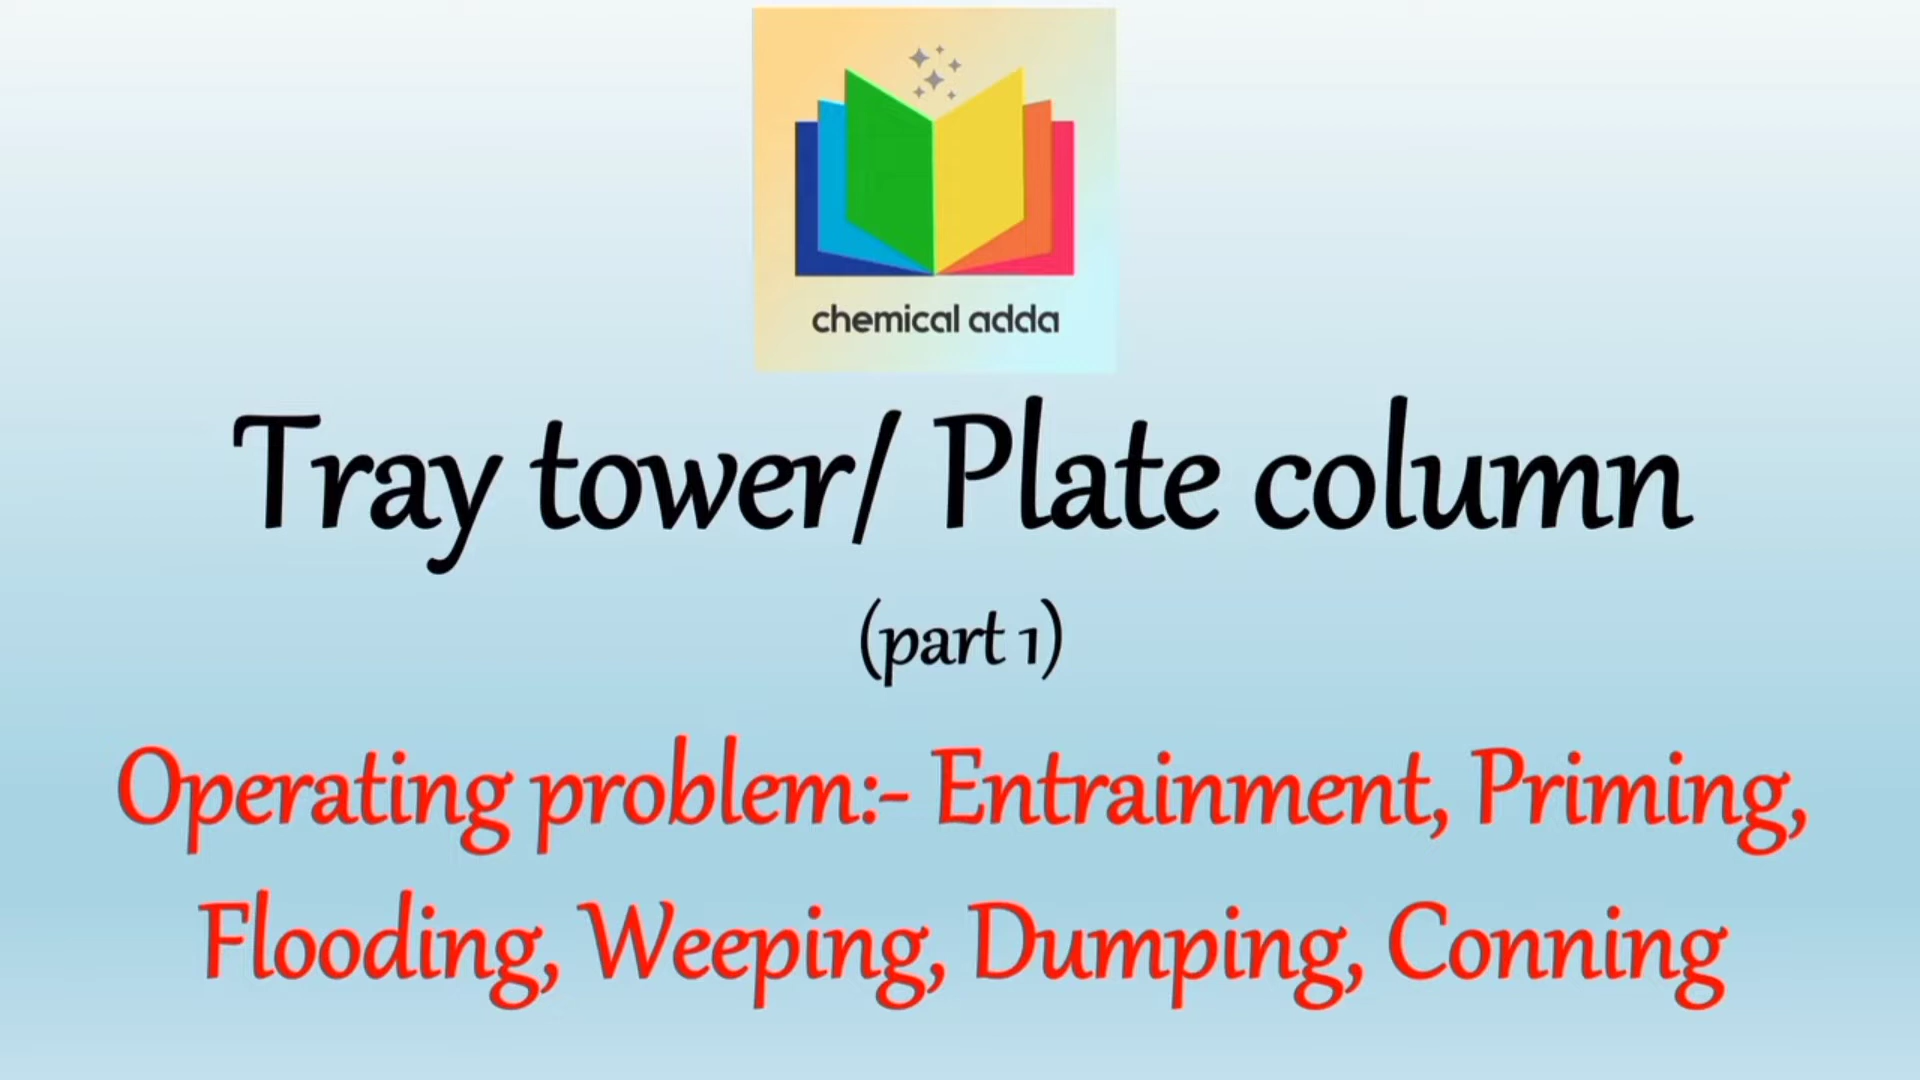 chemical adda
Tray tower/ Plate column
(part 1)
Operating problem:- Entrainment, Priming,
Flooding, Weeping, Dumping, Conning